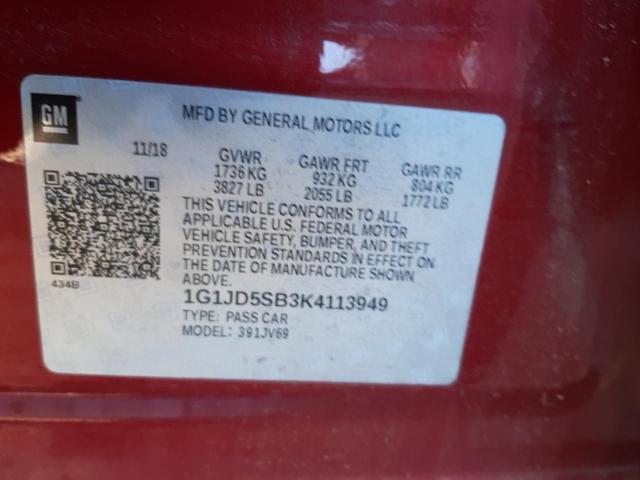 GM
MFD BY GENERAL MOTORS LLC
11/18
GVWR GAWR FRT GAWR RR
1736 KG 932 KG 804 KG
3827 LB 2055 LB 1772 LB
THIS VEHICLE CONFORMS TO ALL
APPLICABLE U.S. FEDERAL MOTOR
VEHICLE SAFETY, BUMPER, AND THEFT
PREVENTION STANDARDS IN EFFECT ON
THE DATE OF MANUFACTURE SHOWN
ABOVE.
434B
1G1JD5SB3K4113949
TYPE: PASS CAR
MODEL: 391JV69